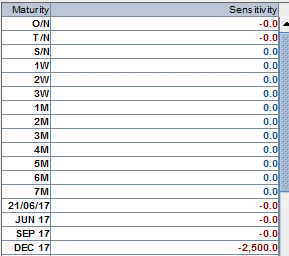 Maturity Sensitivity
O/N -0.0
T/N -0.0
S/N 0.0
1W 0.0
2W 0.0
3W 0.0
1M 0.0
2M 0.0
3M 0.0
4M 0.0
5M 0.0
6M 0.0
7M 0.0
21/06/17 -0.0
JUN 17 -0.0
SEP 17 -0.0
DEC 17 -2,500.0